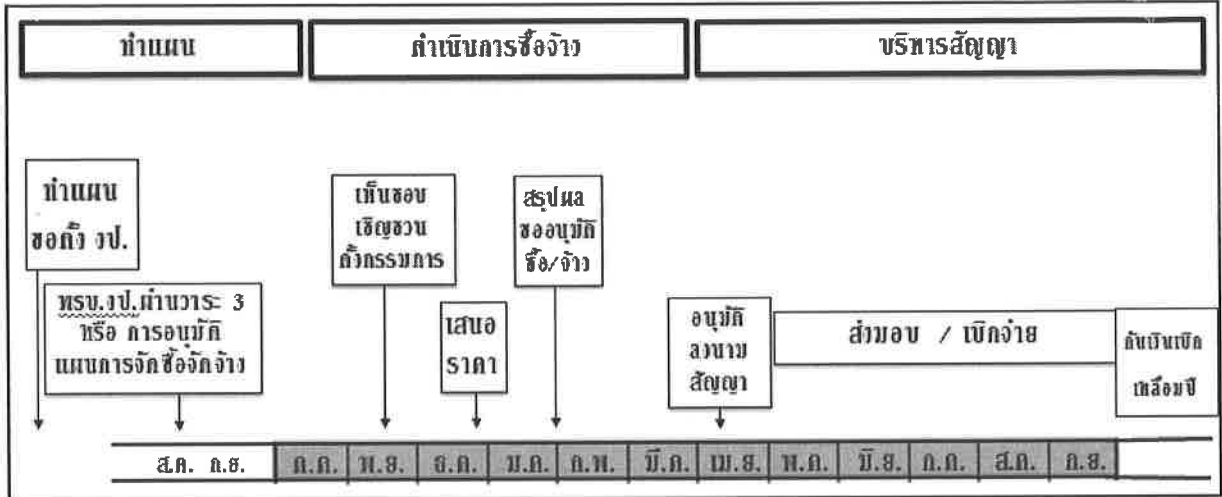 ทำแผน
ดำเนินการซื้อจ้าง
บริหารสัญญา
ทำแผน
ขอตั้ง งป.
พรบ.งป.ผ่านวาระ 3
หรือ การอนุมัติ
แผนการจัดซื้อจัดจ้าง
เห็นชอบ
เชิญชวน
ตั้งกรรมการ
เสนอ
ราคา
สรุปผล
ขออนุมัติ
ซื้อ/จ้าง
อนุมัติ
ลงนาม
สัญญา
ส่งมอบ / เบิกจ่าย
กันเงินเบิก
เหลื่อมปี
ส.ค. ก.ย. ต.ค. พ.ย. ธ.ค. ม.ค. ก.พ. มี.ค. เม.ย. พ.ค. มิ.ย. ก.ค. ส.ค. ก.ย.